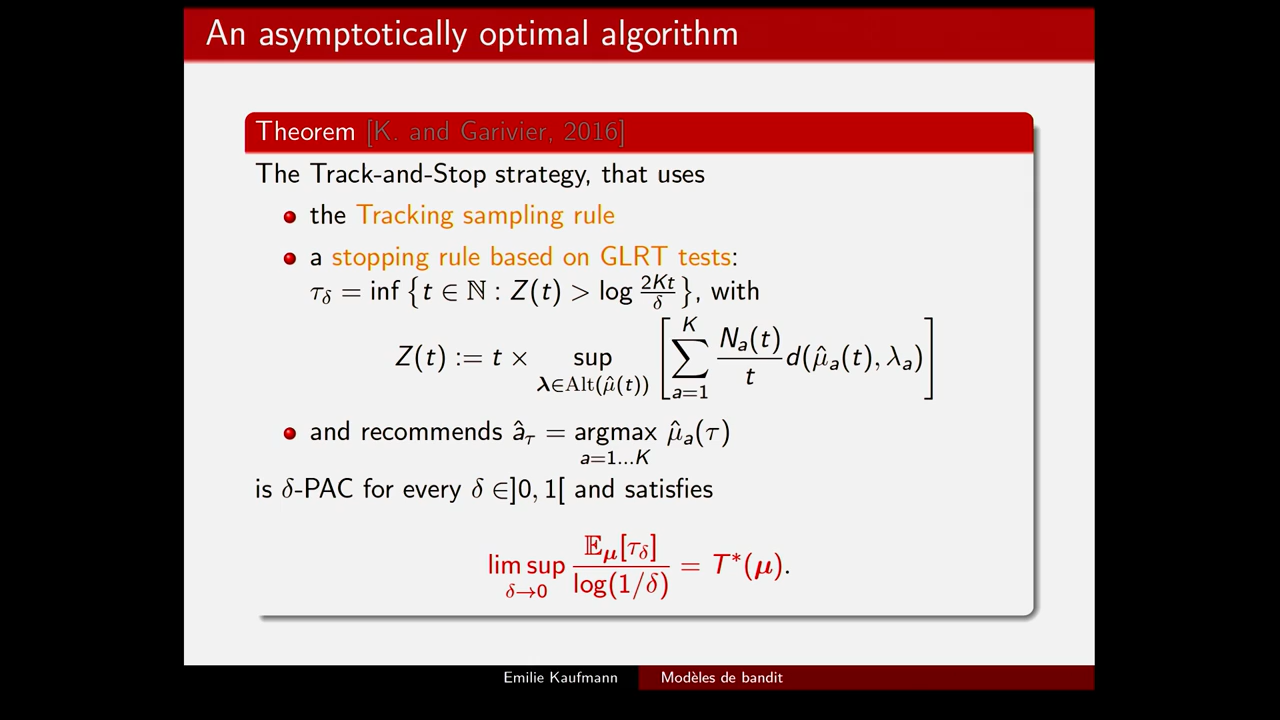 An asymptotically optimal algorithm
Theorem [K. and Garivier, 2016]
The Track-and-Stop strategy, that uses
the Tracking sampling rule
a stopping rule based on GLRT tests:
τ_δ = inf {t ∈ ℕ : Z(t) > log 2Kt/δ}, with
Z(t) := t × sup_{λ∈Alt(μ̂(t))} [∑_{a=1}^{K} N_a(t)/t d(μ̂_a(t), λ_a)]
and recommends â_τ = argmax_{a=1...K} μ̂_a(τ)
is δ-PAC for every δ ∈]0, 1[ and satisfies
lim sup_{δ→0} 𝔼_μ[τ_δ]/log(1/δ) = T*(μ).
Emilie Kaufmann Modèles de bandit